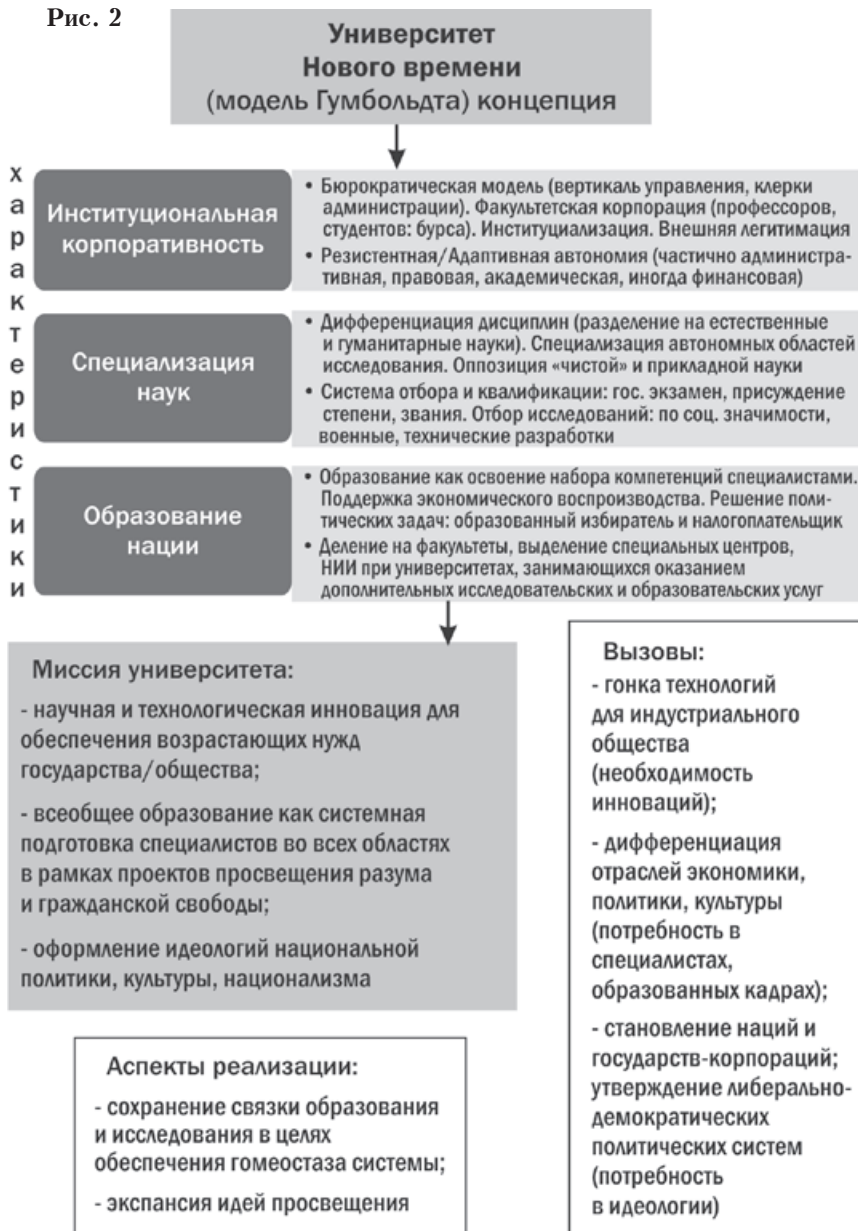 Рис. 2
Университет
Нового времени
(модель Гумбольдта) концепция
характеристики
Институциональная
корпоративность
• Бюрократическая модель (вертикаль управления, клерки
администрации). Факультетская корпорация (профессоров,
студентов: бурса). Институциализация. Внешняя легитимация
• Резистентная/Адаптивная автономия (частично администра-
тивная, правовая, академическая, иногда финансовая)
Специализация
наук
• Дифференциация дисциплин (разделение на естественные
и гуманитарные науки). Специализация автономных областей
исследования. Оппозиция «чистой» и прикладной науки
• Система отбора и квалификации: гос. экзамен, присуждение
степени, звания. Отбор исследований: по соц. значимости,
военные, технические разработки
Образование
нации
• Образование как освоение набора компетенций специалистами.
Поддержка экономического воспроизводства. Решение поли-
тических задач: образованный избиратель и налогоплательщик
• Деление на факультеты, выделение специальных центров,
НИИ при университетах, занимающихся оказанием
дополнительных исследовательских и образовательских услуг
Миссия университета:
- научная и технологическая инновация для
обеспечения возрастающих нужд
государства/общества;
- всеобщее образование как системная
подготовка специалистов во всех областях
в рамках проектов просвещения разума
и гражданской свободы;
- оформление идеологий национальной
политики, культуры, национализма
Аспекты реализации:
- сохранение связки образования
и исследования в целях
обеспечения гомеостаза системы;
- экспансия идей просвещения
Вызовы:
- гонка технологий
для индустриального
общества
(необходимость
инноваций);
- дифференциация
отраслей экономики,
политики, культуры
(потребность в
специалистах,
образованных кадрах);
- становление наций и
государств-корпораций;
утверждение либерально-
демократических
политических систем
(потребность
в идеологии)